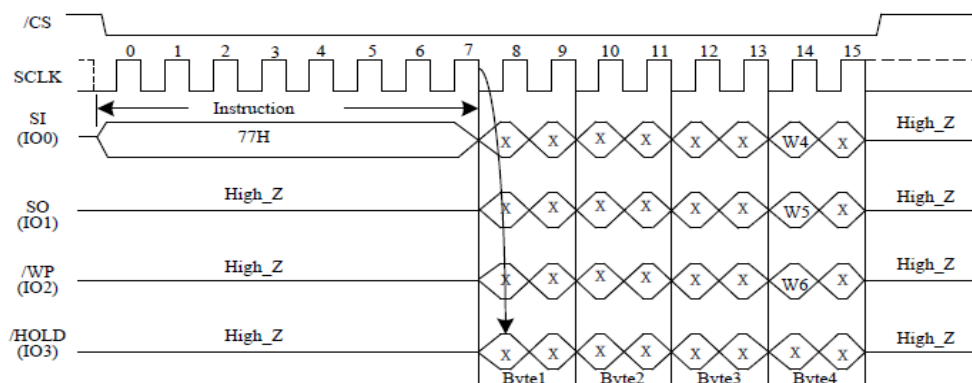 /CS
0 1 2 3 4 5 6 7 8 9 10 11 12 13 14 15
SCLK
Instruction
SI
(IO0)
77H
X X X X X X W4 X
High_Z
SO
(IO1)
High_Z
X X X X X X W5 X
High_Z
/WP
(IO2)
High_Z
X X X X X X W6 X
High_Z
/HOLD
(IO3)
High_Z
X X X X X X X X
High_Z
Byte1 Byte2 Byte3 Byte4